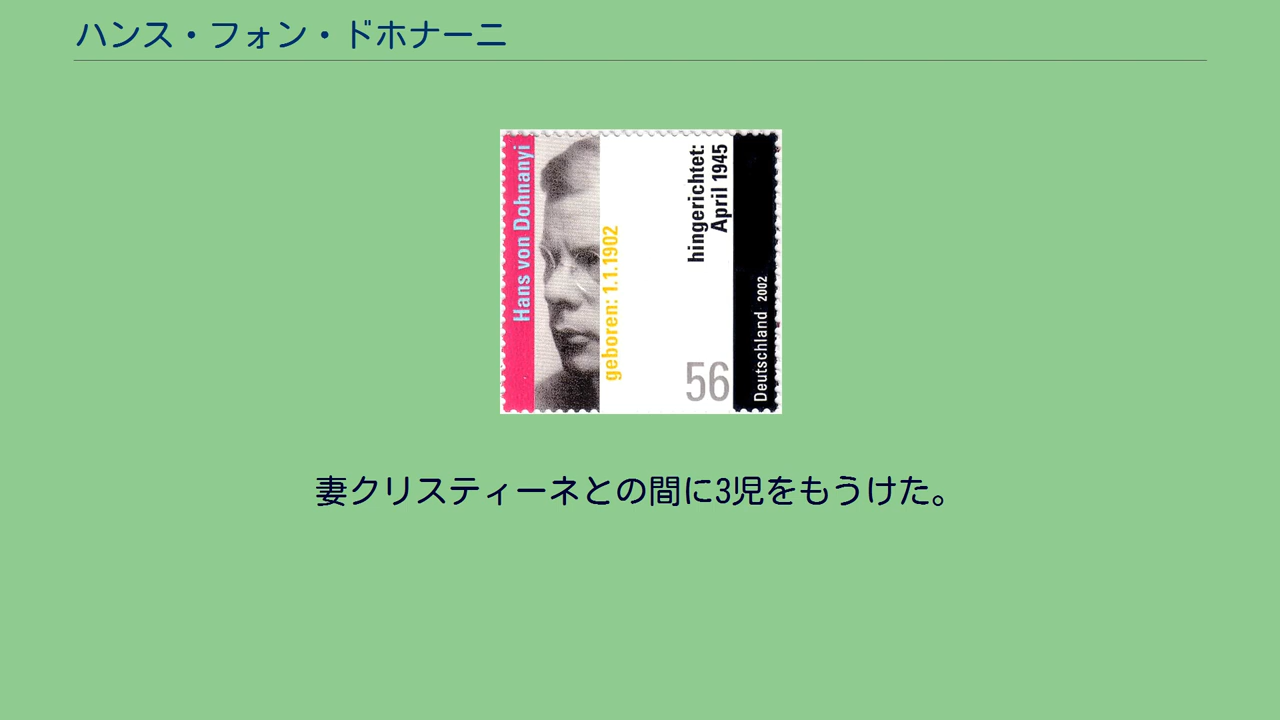 ハンス・フォン・ドホナーニ
Hans von Dohnanyi
geboren: 1.1.1902
hingerichtet:
April 1945
56
Deutschland 2002
妻クリスティーネとの間に3児をもうけた。